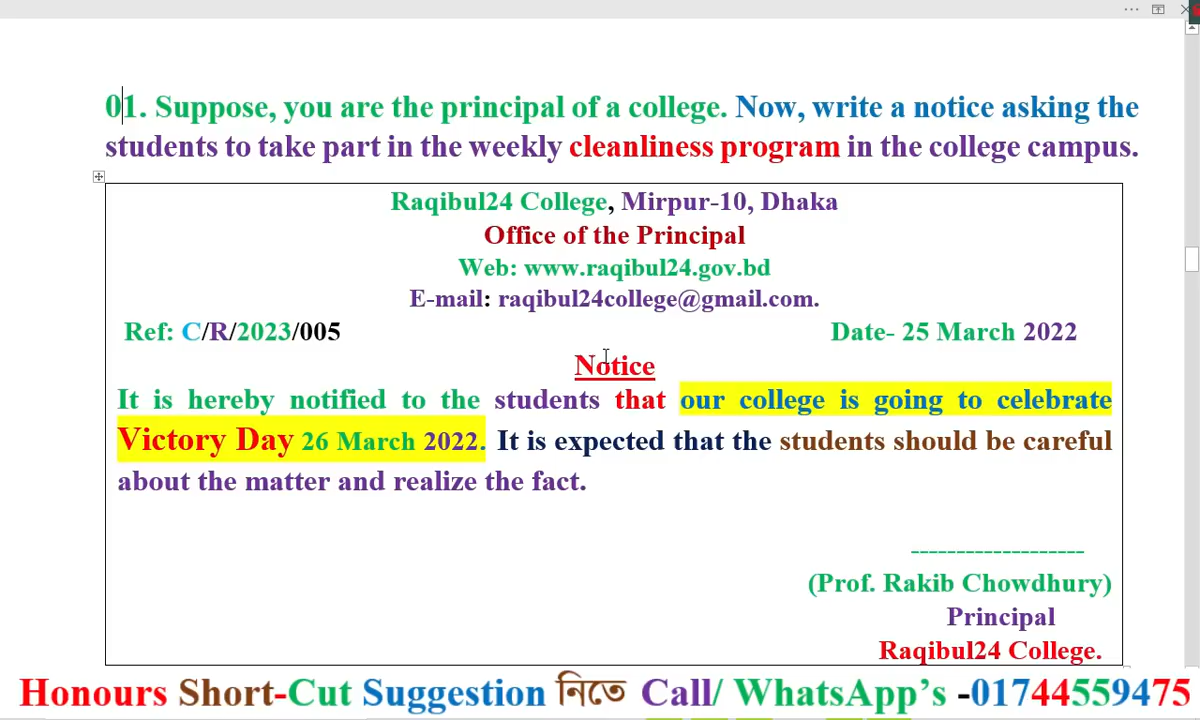 01. Suppose, you are the principal of a college. Now, write a notice asking the
students to take part in the weekly cleanliness program in the college campus.
Raqibul24 College, Mirpur-10, Dhaka
Office of the Principal
Web: www.raqibul24.gov.bd
E-mail: raqibul24college@gmail.com.
Ref: C/R/2023/005 Date- 25 March 2022
Notice
It is hereby notified to the students that our college is going to celebrate
Victory Day 26 March 2022. It is expected that the students should be careful
about the matter and realize the fact.
-------------------
(Prof. Rakib Chowdhury)
Principal
Raqibul24 College.
Honours Short-Cut Suggestion নিতে Call/ WhatsApp’s -01744559475